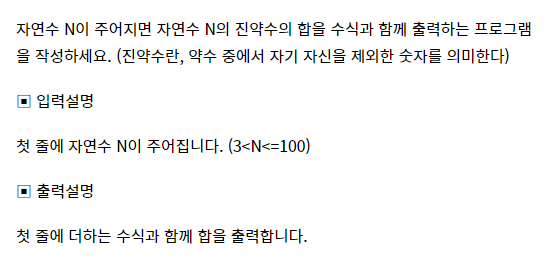 자연수 N이 주어지면 자연수 N의 진약수의 합을 수식과 함께 출력하는 프로그램
을 작성하세요. (진약수란, 약수 중에서 자기 자신을 제외한 숫자를 의미한다)
▣ 입력설명
첫 줄에 자연수 N이 주어집니다. (3<N<=100)
▣ 출력설명
첫 줄에 더하는 수식과 함께 합을 출력합니다.